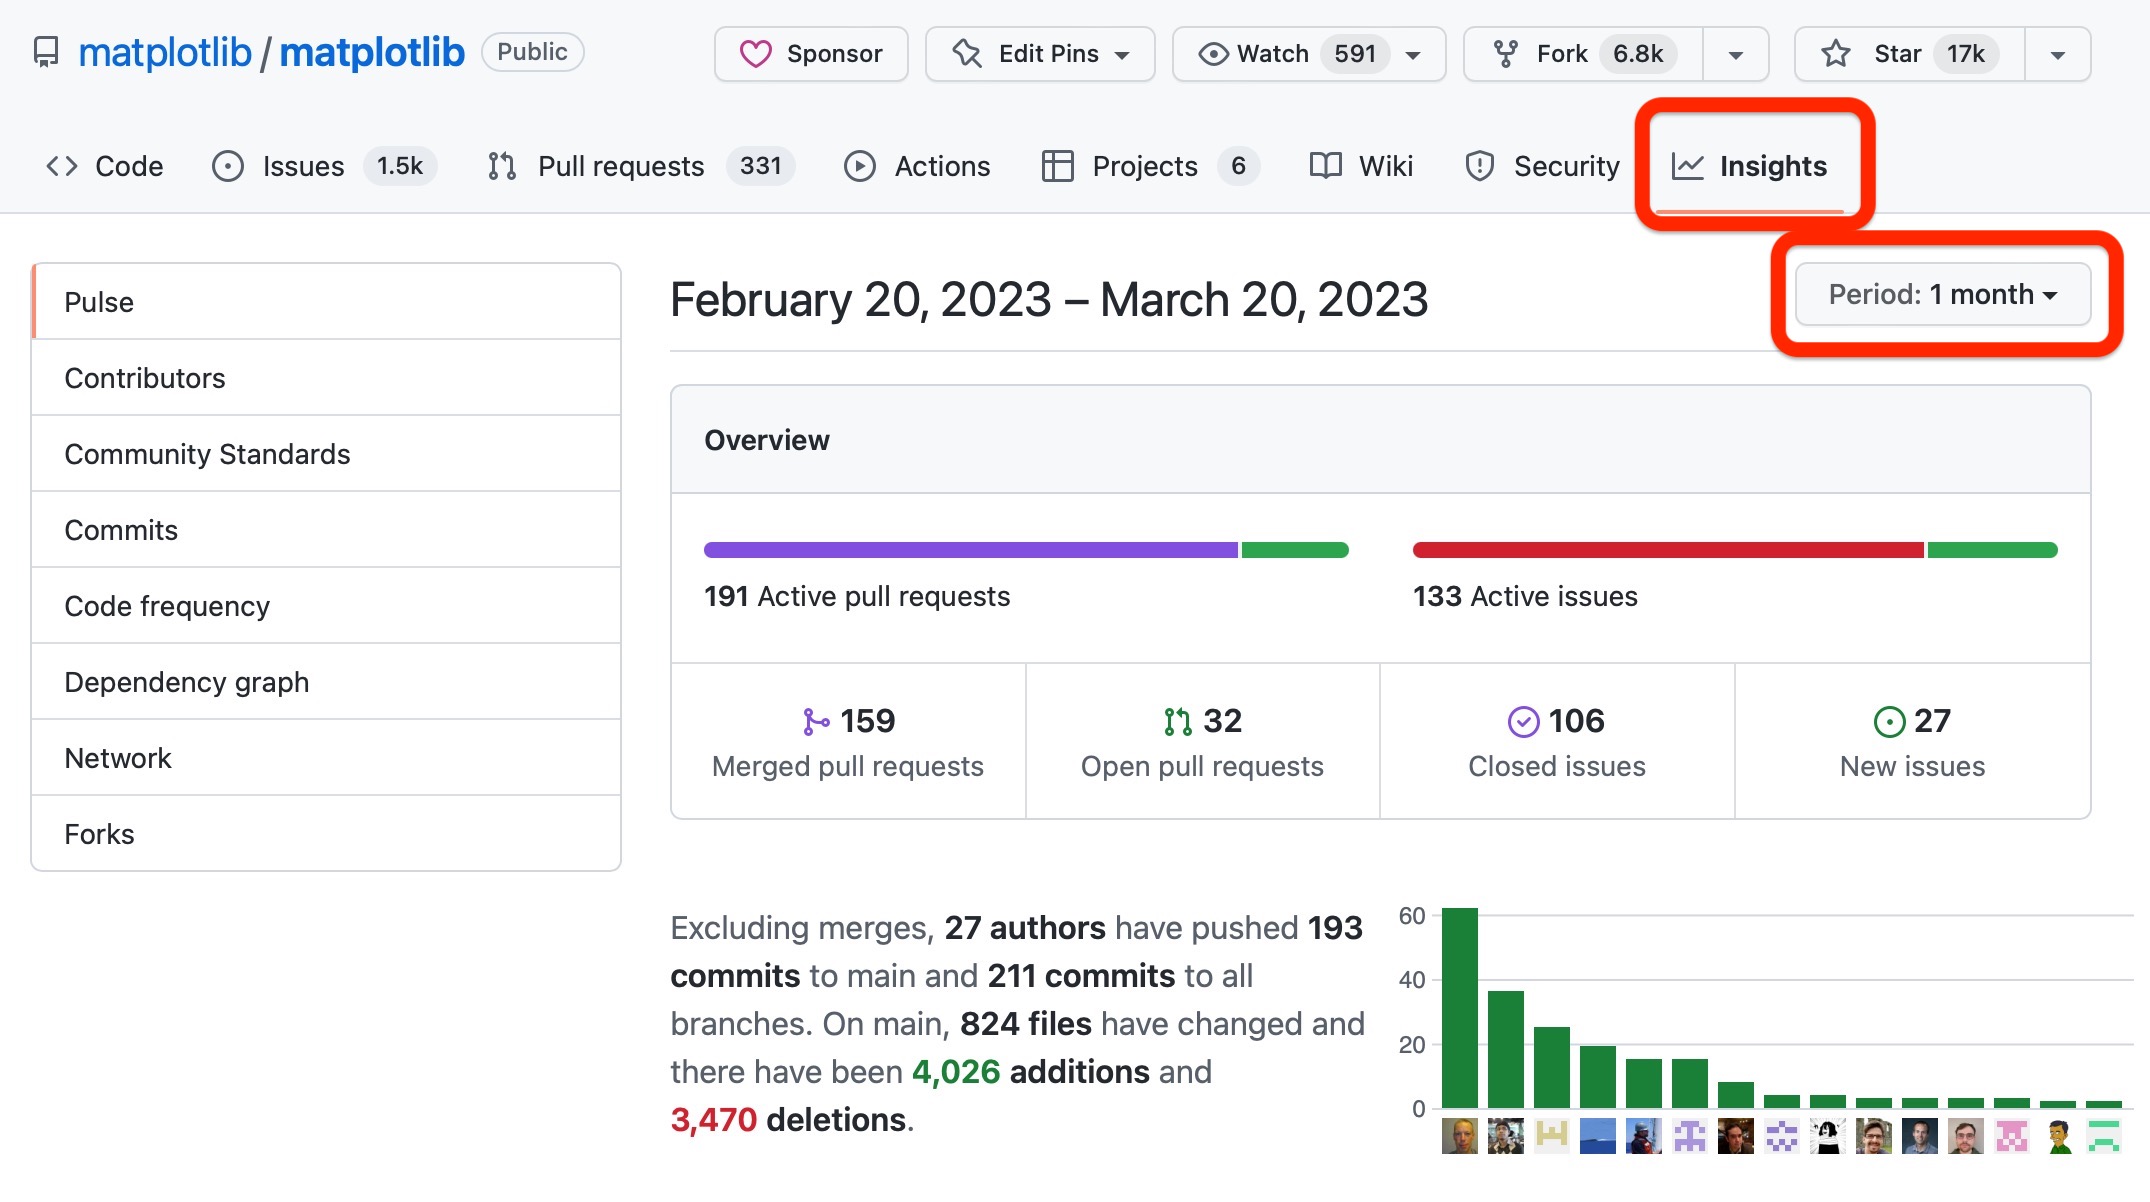 matplotlib / matplotlib Public Sponsor Edit Pins Watch 591 Fork 6.8k Star 17k
Code Issues 1.5k Pull requests 331 Actions Projects 6 Wiki Security Insights
Pulse
Contributors
Community Standards
Commits
Code frequency
Dependency graph
Network
Forks
February 20, 2023 – March 20, 2023 Period: 1 month
Overview
191 Active pull requests 133 Active issues
159 32 106 27
Merged pull requests Open pull requests Closed issues New issues
Excluding merges, 27 authors have pushed 193
commits to main and 211 commits to all
branches. On main, 824 files have changed and
there have been 4,026 additions and
3,470 deletions.
60
40
20
0